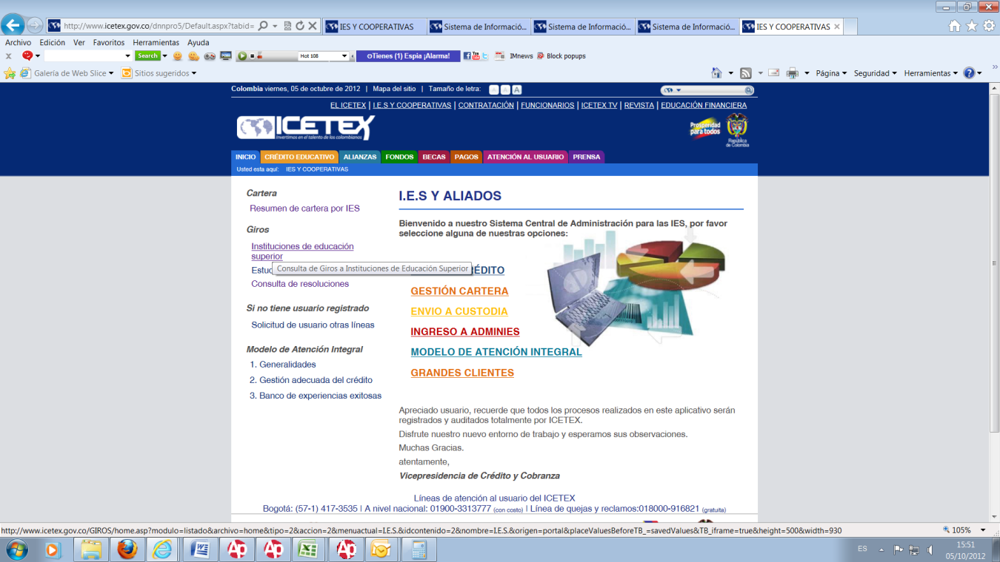 http://www.icetex.gov.co/dnnpro5/Default.aspx?tabid=
IES Y COOPERATIVAS
Sistema de Informació...
Sistema de Informació...
Sistema de Informació...
IES Y COOPERATIVAS
Archivo Edición Ver Favoritos Herramientas Ayuda
Search
Hot 108
¡Tienes (1) Espia ¡Alarma!
IMnews
Block popups
Galería de Web Slice
Sitios sugeridos
Página
Seguridad
Herramientas
Colombia viernes, 05 de octubre de 2012 | Mapa del sitio | Tamaño de letra: A A A
EL ICETEX | I.E.S Y COOPERATIVAS | CONTRATACIÓN | FUNCIONARIOS | ICETEX TV | REVISTA | EDUCACIÓN FINANCIERA
ICETEX
Invertimos en el talento de los colombianos
Prosperidad
para todos
República
de Colombia
INICIO CRÉDITO EDUCATIVO ALIANZAS FONDOS BECAS PAGOS ATENCIÓN AL USUARIO PRENSA
Usted esta aquí: IES Y COOPERATIVAS
Cartera
Resumen de cartera por IES
Giros
Instituciones de educación
superior
Consulta de Giros a Instituciones de Educación Superior
Estuc
Consulta de resoluciones
Si no tiene usuario registrado
Solicitud de usuario otras líneas
Modelo de Atención Integral
1. Generalidades
2. Gestión adecuada del crédito
3. Banco de experiencias exitosas
I.E.S Y ALIADOS
Bienvenido a nuestro Sistema Central de Administración para las IES, por favor
seleccione alguna de nuestras opciones:
ÉDITO
GESTIÓN CARTERA
ENVIO A CUSTODIA
INGRESO A ADMINIES
MODELO DE ATENCIÓN INTEGRAL
GRANDES CLIENTES
Apreciado usuario, recuerde que todos los procesos realizados en este aplicativo serán
registrados y auditados totalmente por ICETEX.
Disfrute nuestro nuevo entorno de trabajo y esperamos sus observaciones.
Muchas Gracias.
atentamente,
Vicepresidencia de Crédito y Cobranza
Líneas de atención al usuario del ICETEX
Bogotá: (57-1) 417-3535 | A nivel nacional: 01900-3313777 (con costo) | Línea de quejas y reclamos:018000-916821 (gratuita)
http://www.icetex.gov.co/GIROS/home.asp?modulo=listado&archivo=home&tipo=2&accion=2&menuactual=I.E.S.&idcontenido=2&nombre=I.E.S.&origen=portal&placeValuesBeforeTB_=savedValues&TB_iframe=true&height=500&width=930
105%
ES
15:51
05/10/2012